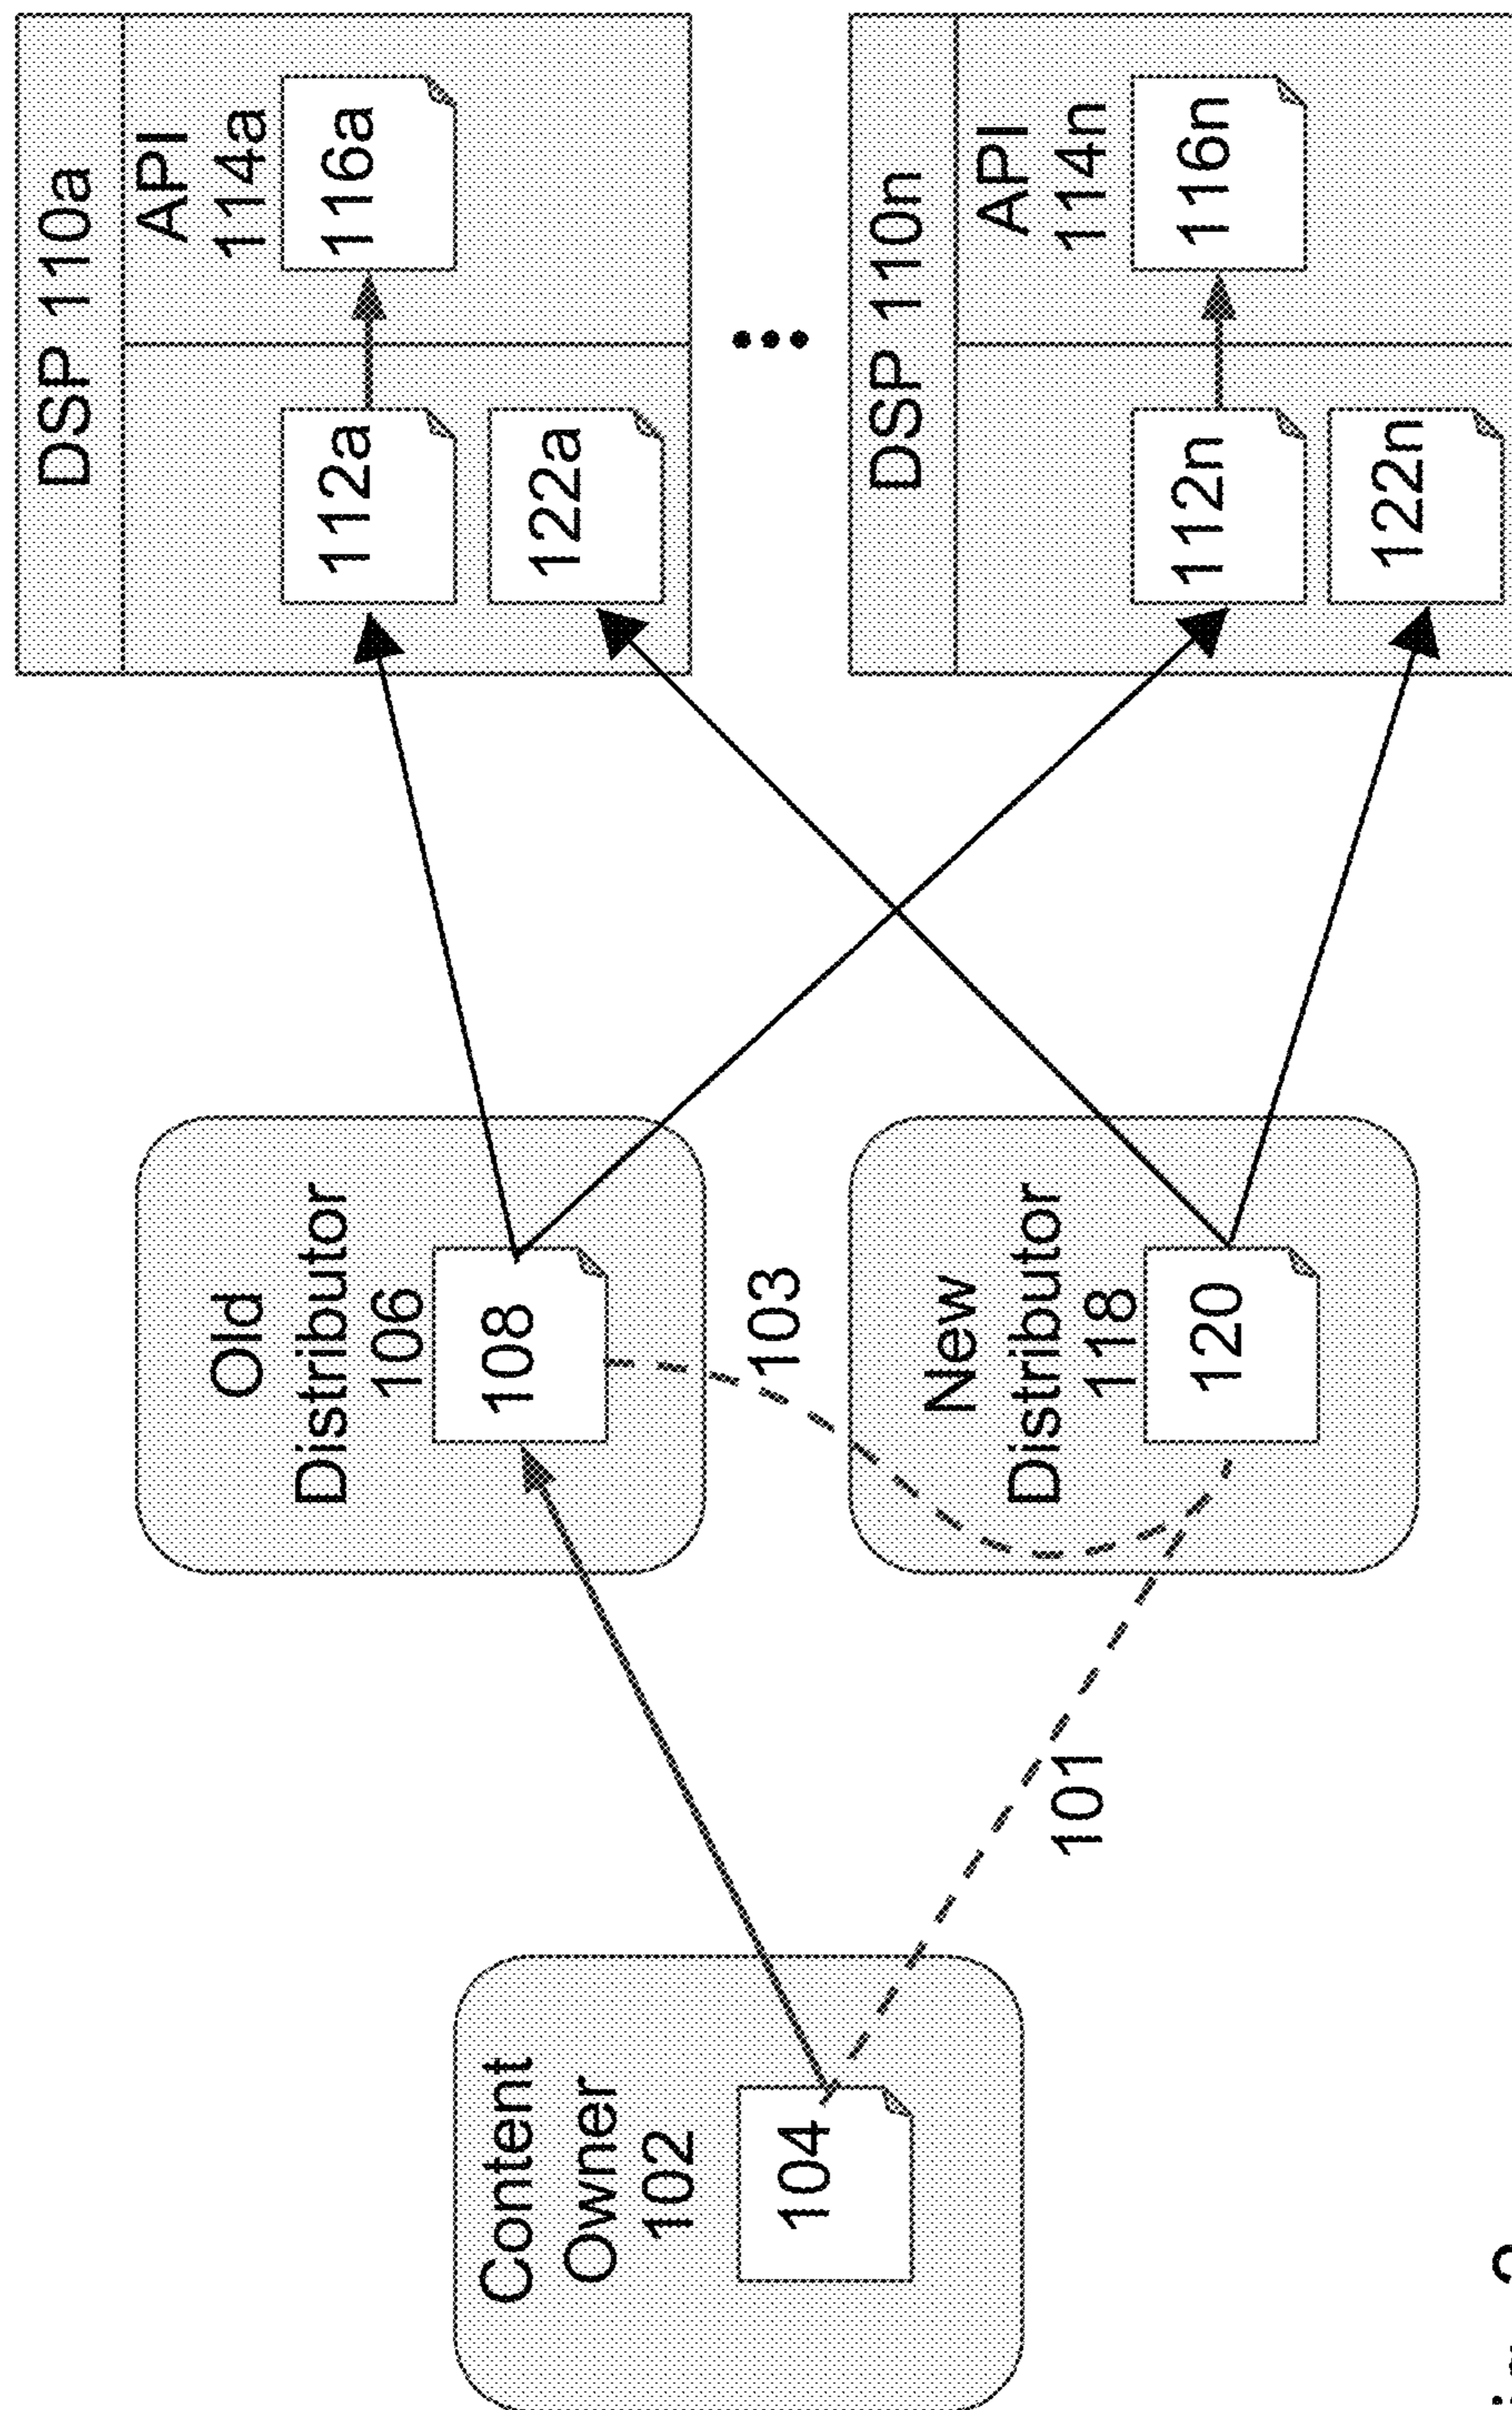 Content
Owner
102
104
101
Old
Distributor
106
108
103
New
Distributor
118
120
DSP 110a
API
114a
112a
116a
122a
DSP 110n
API
114n
112n
116n
122n